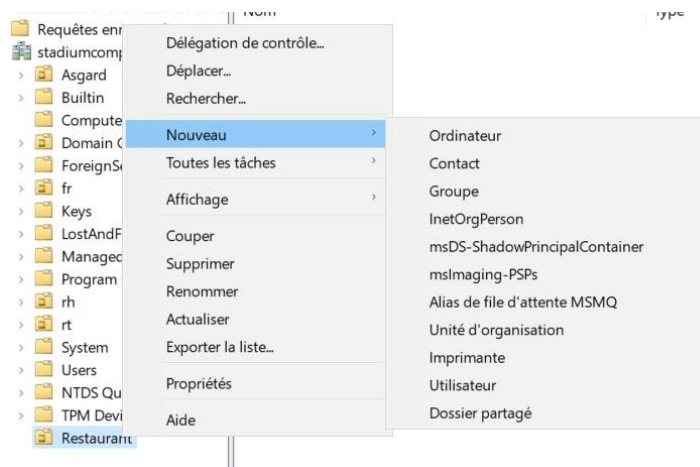 Nom
Type
Requêtes enr
stadiumcomp
Asgard
Builtin
Compute
Domain C
ForeignSe
fr
Keys
LostAndF
Managed
Program
rh
rt
System
Users
NTDS Qu
TPM Devi
Restaurant
Délégation de contrôle...
Déplacer...
Rechercher...
Nouveau
Toutes les tâches
Affichage
Couper
Supprimer
Renommer
Actualiser
Exporter la liste...
Propriétés
Aide
Ordinateur
Contact
Groupe
InetOrgPerson
msDS-ShadowPrincipalContainer
msImaging-PSPs
Alias de file d'attente MSMQ
Unité d'organisation
Imprimante
Utilisateur
Dossier partagé